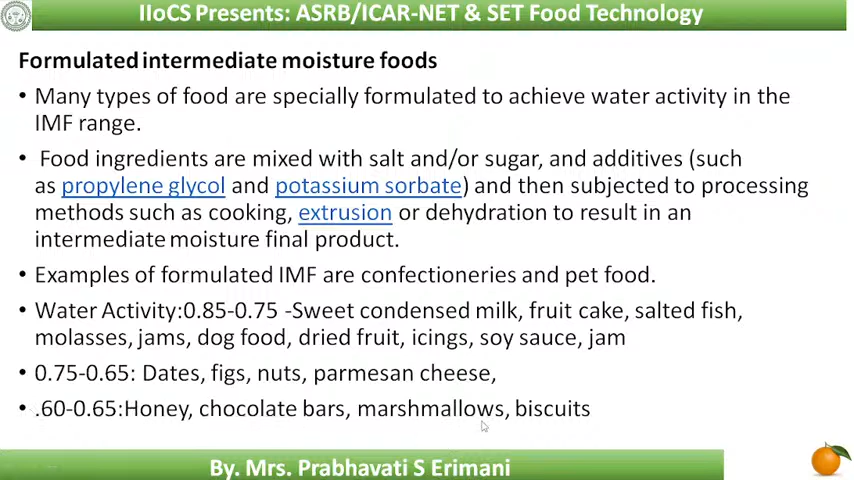 IIoCS Presents: ASRB/ICAR-NET & SET Food Technology
Formulated intermediate moisture foods
• Many types of food are specially formulated to achieve water activity in the
IMF range.
• Food ingredients are mixed with salt and/or sugar, and additives (such
as propylene glycol and potassium sorbate) and then subjected to processing
methods such as cooking, extrusion or dehydration to result in an
intermediate moisture final product.
• Examples of formulated IMF are confectioneries and pet food.
• Water Activity:0.85-0.75 -Sweet condensed milk, fruit cake, salted fish,
molasses, jams, dog food, dried fruit, icings, soy sauce, jam
• 0.75-0.65: Dates, figs, nuts, parmesan cheese,
• .60-0.65:Honey, chocolate bars, marshmallows, biscuits
By. Mrs. Prabhavati S Erimani